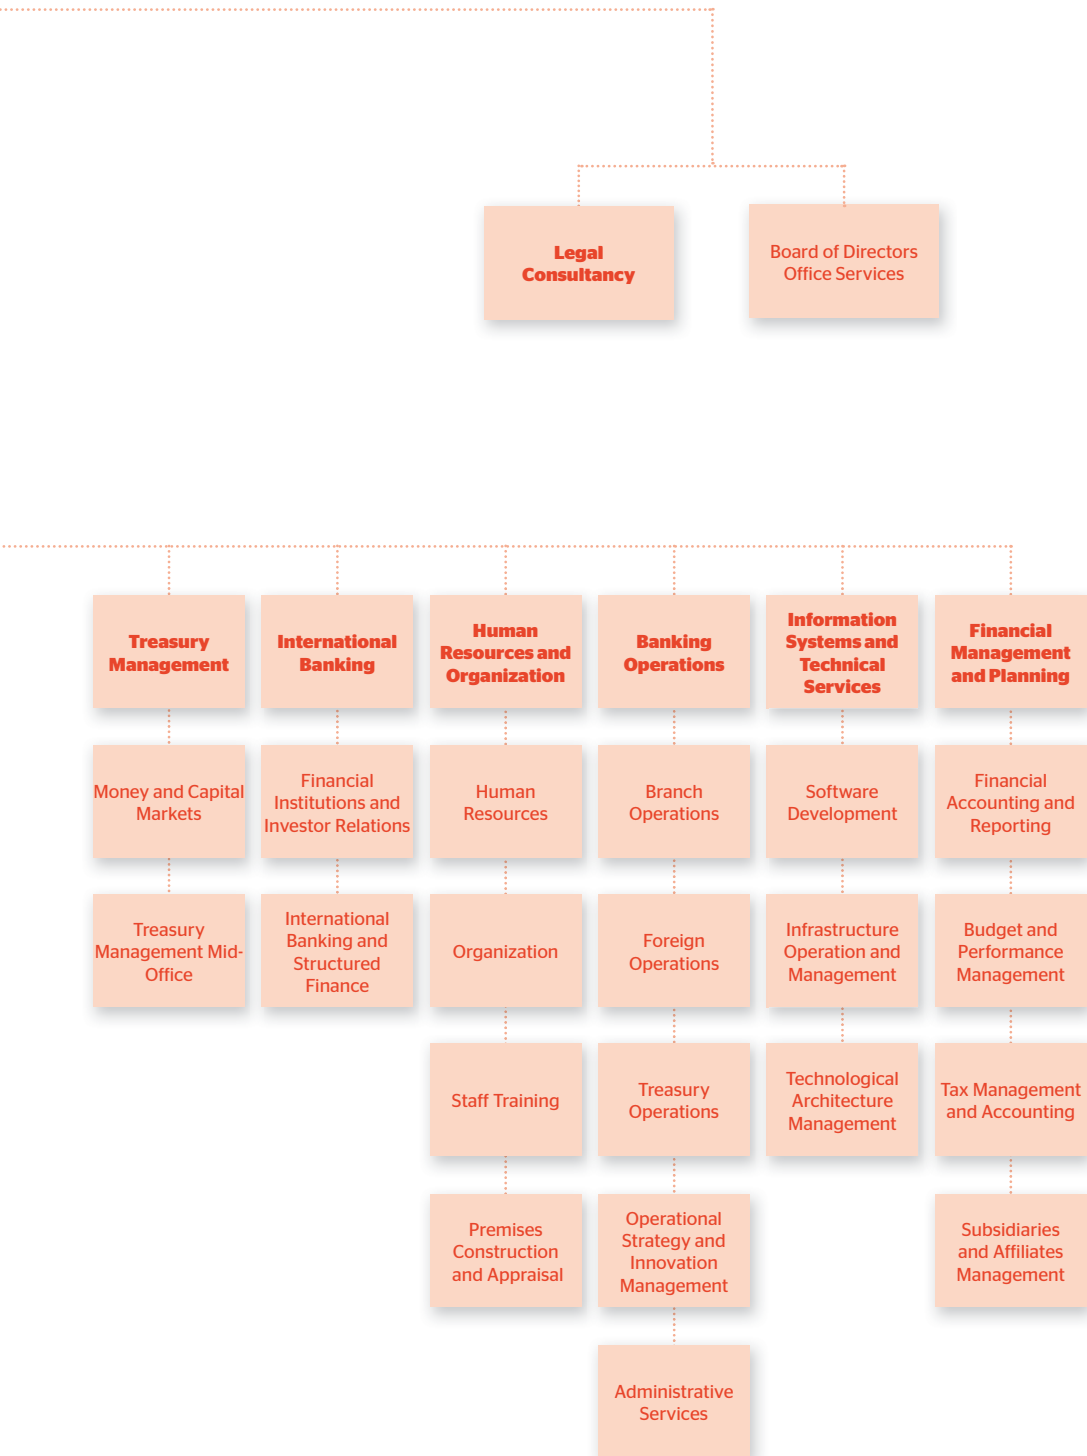 Legal
Consultancy
Board of Directors
Office Services
Treasury
Management
International
Banking
Human
Resources and
Organization
Banking
Operations
Information
Systems and
Technical
Services
Financial
Management
and Planning
Money and Capital
Markets
Financial
Institutions and
Investor Relations
Human
Resources
Branch
Operations
Software
Development
Financial
Accounting and
Reporting
Treasury
Management Mid-
Office
International
Banking and
Structured
Finance
Organization
Foreign
Operations
Infrastructure
Operation and
Management
Budget and
Performance
Management
Staff Training
Treasury
Operations
Technological
Architecture
Management
Tax Management
and Accounting
Premises
Construction
and Appraisal
Operational
Strategy and
Innovation
Management
Subsidiaries
and Affiliates
Management
Administrative
Services